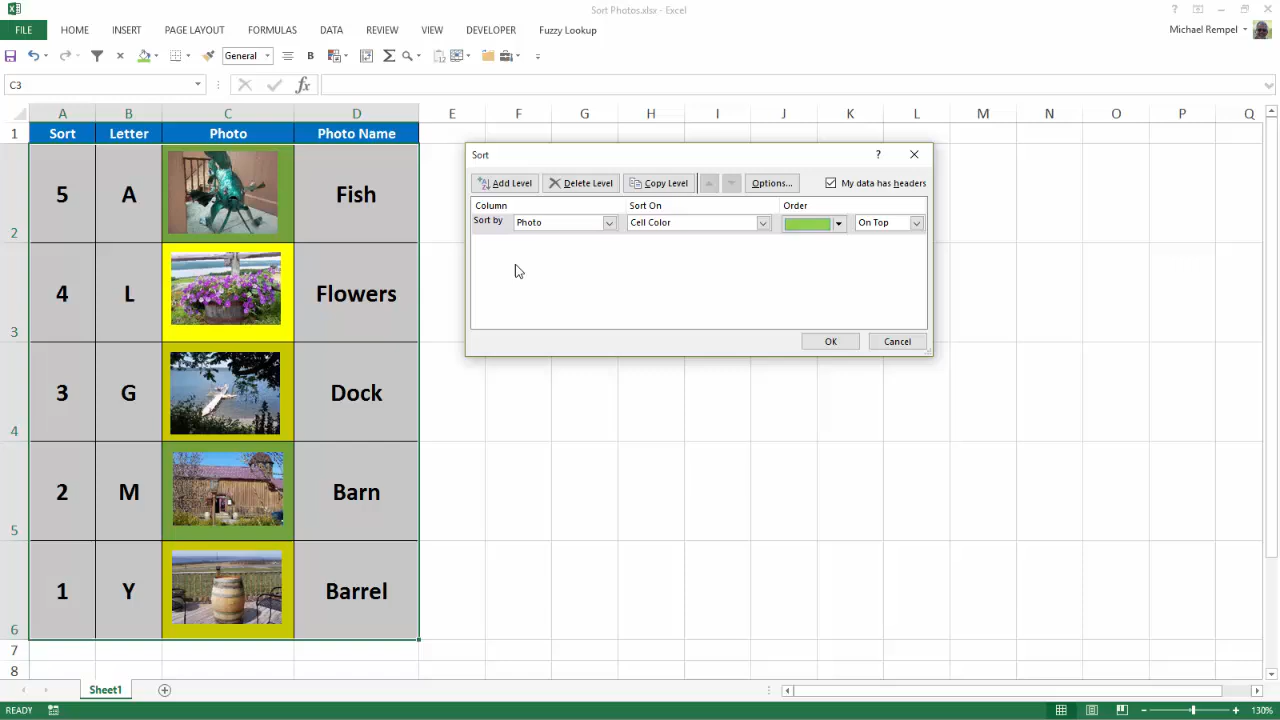 Sort Photos.xlsx - Excel
FILE HOME INSERT PAGE LAYOUT FORMULAS DATA REVIEW VIEW DEVELOPER Fuzzy Lookup Michael Rempel
General B
C3 fx
A B C D E F G H I J K L M N O P Q
1 Sort Letter Photo Photo Name
2 5 A Fish
3 4 L Flowers
4 3 G Dock
5 2 M Barn
6 1 Y Barrel
7
8
Sort ?
Add Level Delete Level Copy Level Options... My data has headers
Column Sort On Order
Sort by Photo Cell Color On Top
OK Cancel
Sheet1
READY 130%